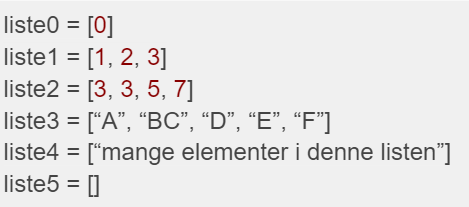 liste0 = [0]
liste1 = [1, 2, 3]
liste2 = [3, 3, 5, 7]
liste3 = [“A”, “BC”, “D”, “E”, “F”]
liste4 = [“mange elementer i denne listen”]
liste5 = []